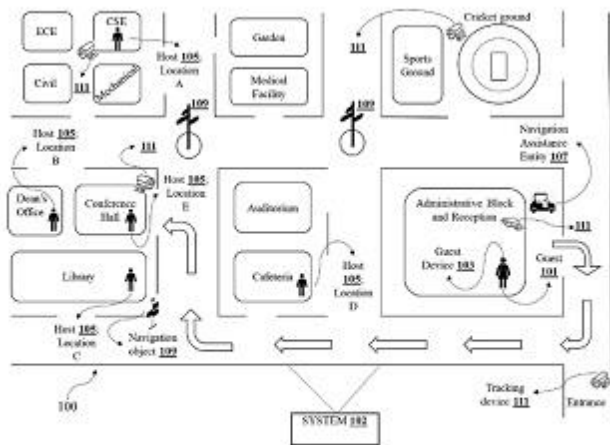 ECE
CSE
Civil
Mechanical
111
Host 105;
Location
A
Garden
Medical
Facility
109
111
Cricket ground
Sports
Ground
109
Host 105;
Location
B
111
Host 105;
Location
E
Navigation
Assistance
Entity 107
Dean's
Office
Conference
Hall
Auditorium
Administrative Block
and Reception
111
Library
Cafeteria
Guest
Device 103
Guest
101
Host
105;
Location
D
Host 105;
Location
C
Navigation
object 109
100
SYSTEM 102
Tracking
device 111
Entrance